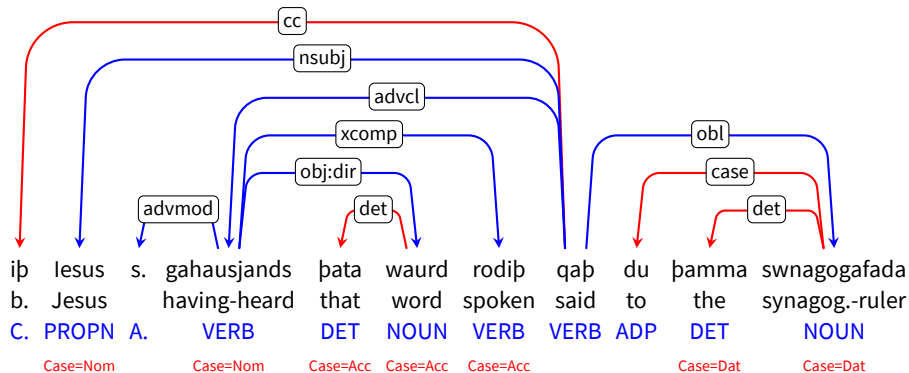 cc
nsubj
advcl
xcomp obl
obj:dir case
advmod det det
iþ Iesus s. gahausjands þata waurd rodiþ qaþ du þamma swnagogafada
b. Jesus having-heard that word spoken said to the synagog.-ruler
C. PROPN A. VERB DET NOUN VERB VERB ADP DET NOUN
Case=Nom Case=Nom Case=Acc Case=Acc Case=Acc Case=Dat Case=Dat